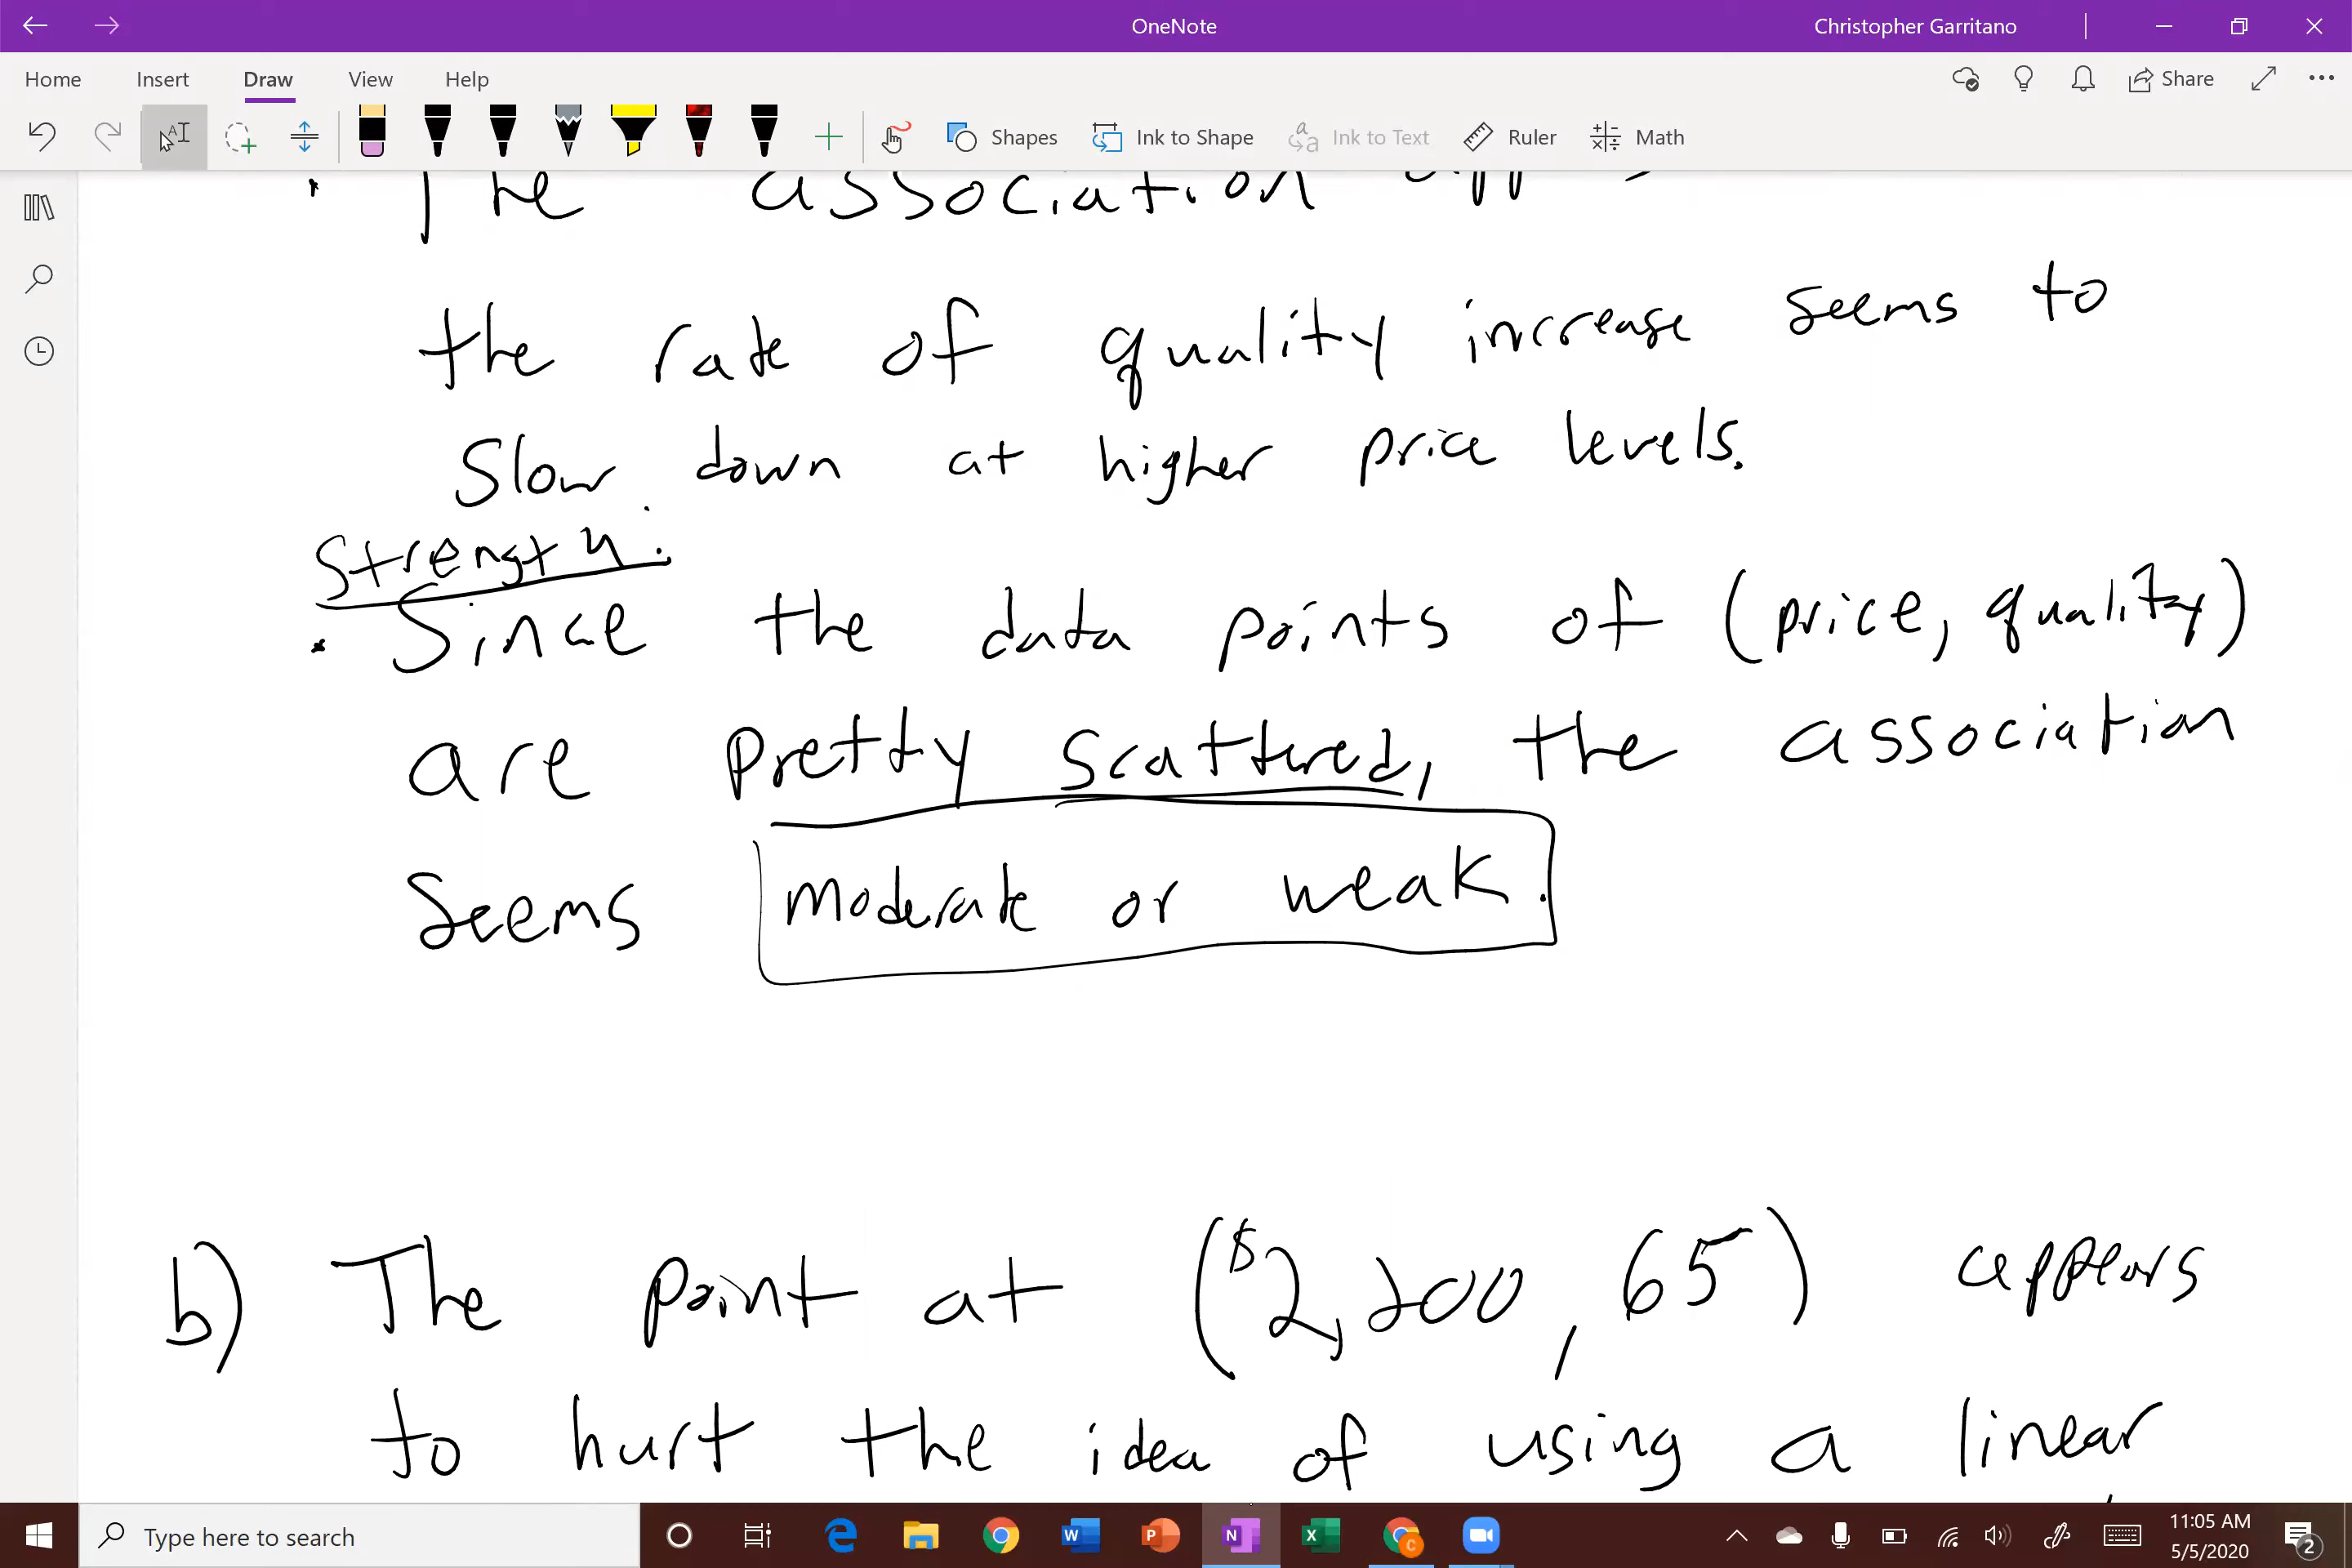 OneNote
Christopher Garritano
Home Insert Draw View Help
Share
Shapes Ink to Shape Ink to Text Ruler Math
• The association
the rate of quality increase seems to
slow down at higher price levels.
Strength:
• Since the data points of (price, quality)
are pretty scattered, the association
seems moderate or weak.
b) The point at ($2,200, 65) appears
to hurt the idea of using a linear
Type here to search
11:05 AM
5/5/2020
2